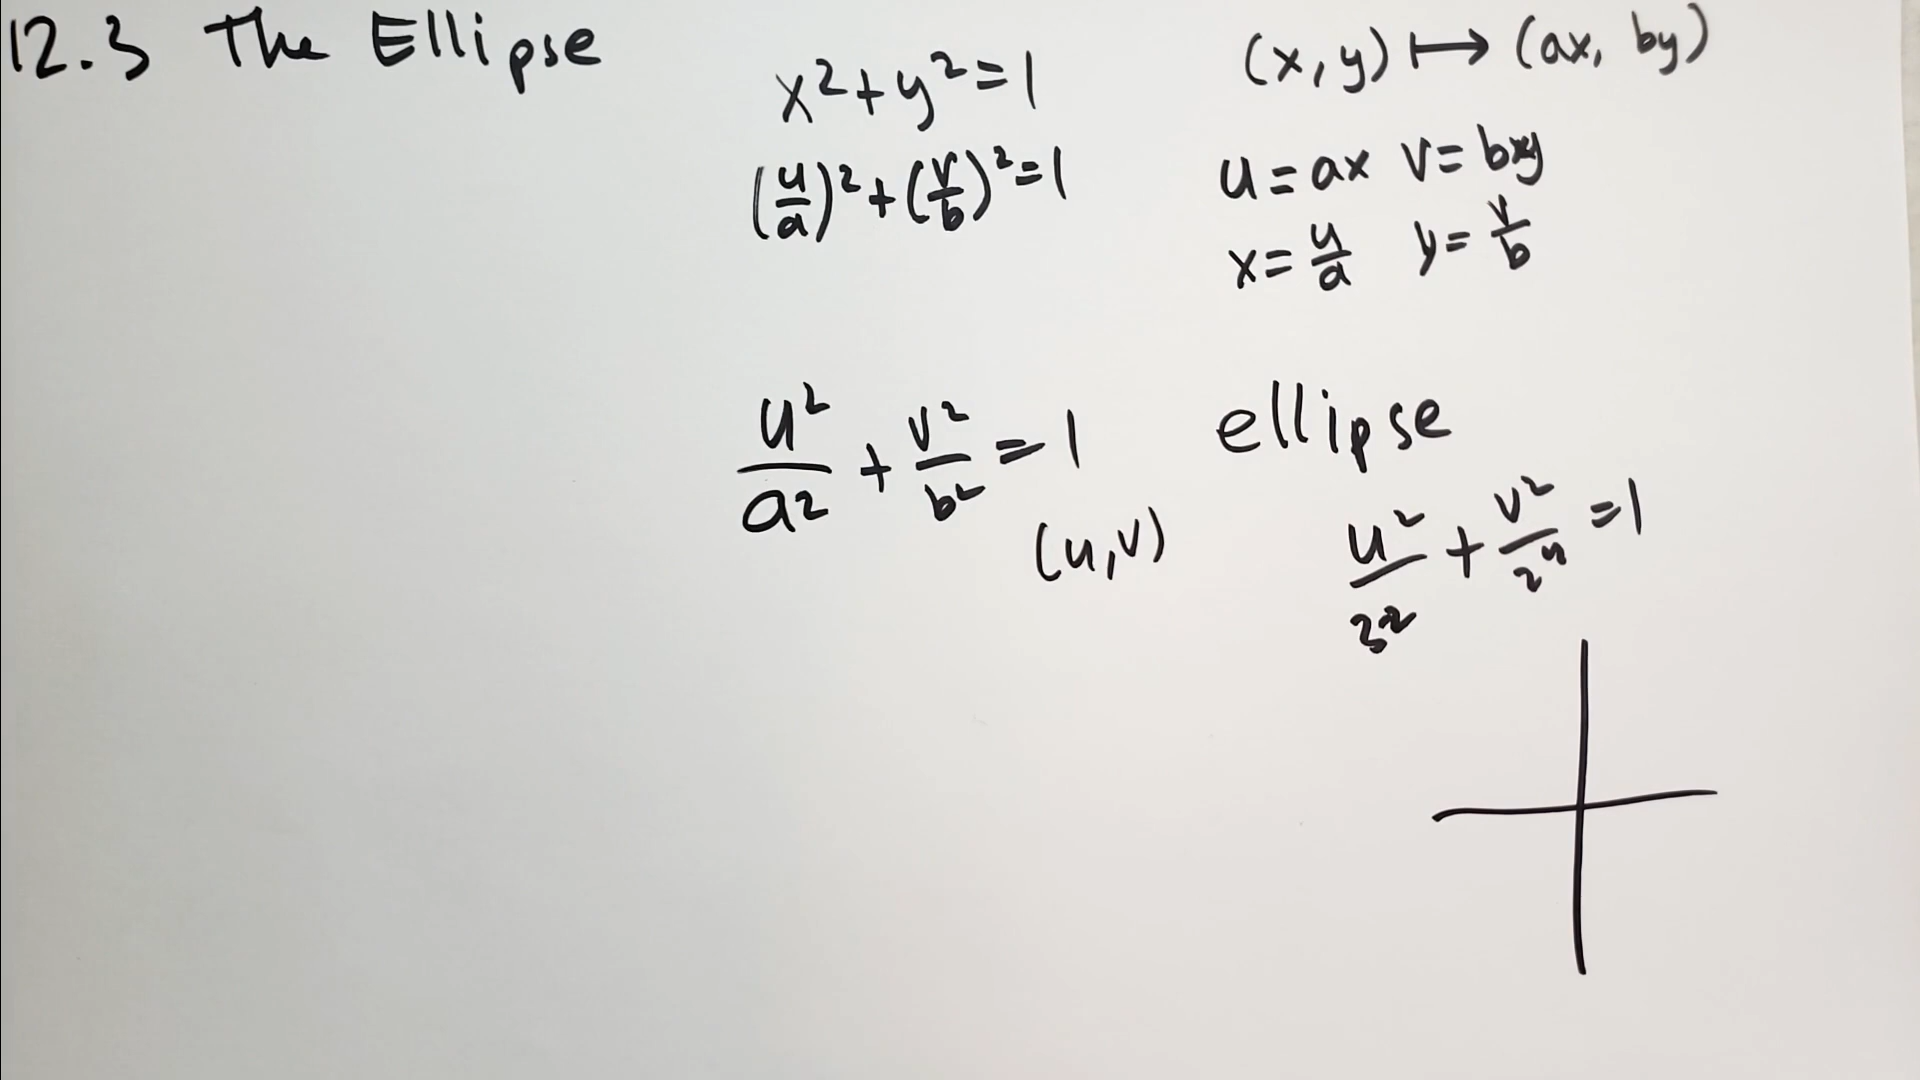 12.3 The Ellipse
x²+y²=1
(x,y) ↦ (ax, by)
(u/a)²+(v/b)²=1
u=ax v=by
x=u/a y=v/b
u²/a² + v²/b² = 1
ellipse
(u,v)
u²/3² + v²/2⁴ = 1